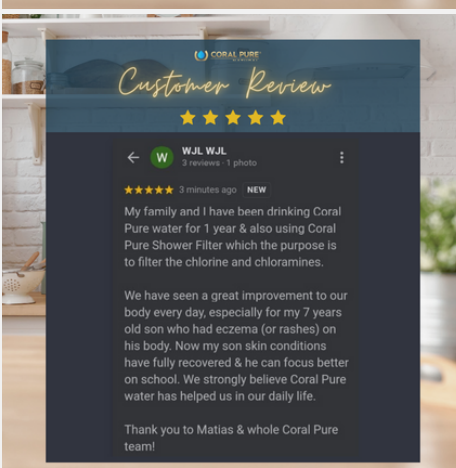 CORAL PURE
Customer Review
W
WJL WJL
3 reviews · 1 photo
3 minutes ago NEW
My family and I have been drinking Coral
Pure water for 1 year & also using Coral
Pure Shower Filter which the purpose is
to filter the chlorine and chloramines.
We have seen a great improvement to our
body every day, especially for my 7 years
old son who had eczema (or rashes) on
his body. Now my son skin conditions
have fully recovered & he can focus better
on school. We strongly believe Coral Pure
water has helped us in our daily life.
Thank you to Matias & whole Coral Pure
team!